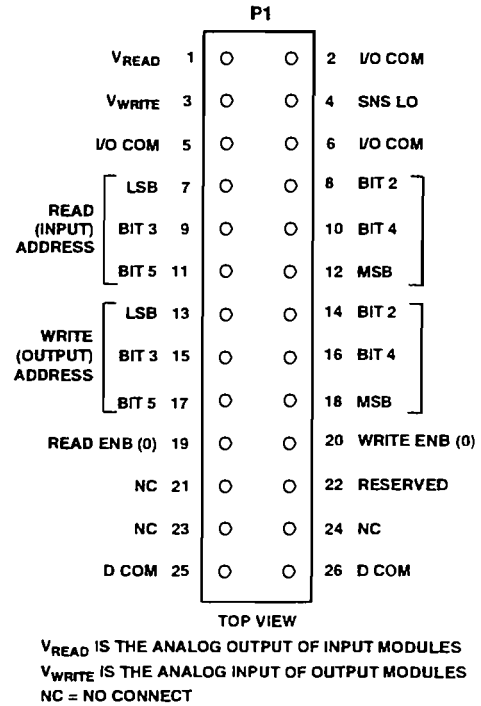 P1
VREAD 1 2 I/O COM
VWRITE 3 4 SNS LO
I/O COM 5 6 I/O COM
LSB 7 8 BIT 2
READ (INPUT) ADDRESS
BIT 3 9 10 BIT 4
BIT 5 11 12 MSB
LSB 13 14 BIT 2
WRITE (OUTPUT) ADDRESS
BIT 3 15 16 BIT 4
BIT 5 17 18 MSB
READ ENB (0) 19 20 WRITE ENB (0)
NC 21 22 RESERVED
NC 23 24 NC
D COM 25 26 D COM
TOP VIEW
VREAD IS THE ANALOG OUTPUT OF INPUT MODULES
VWRITE IS THE ANALOG INPUT OF OUTPUT MODULES
NC = NO CONNECT